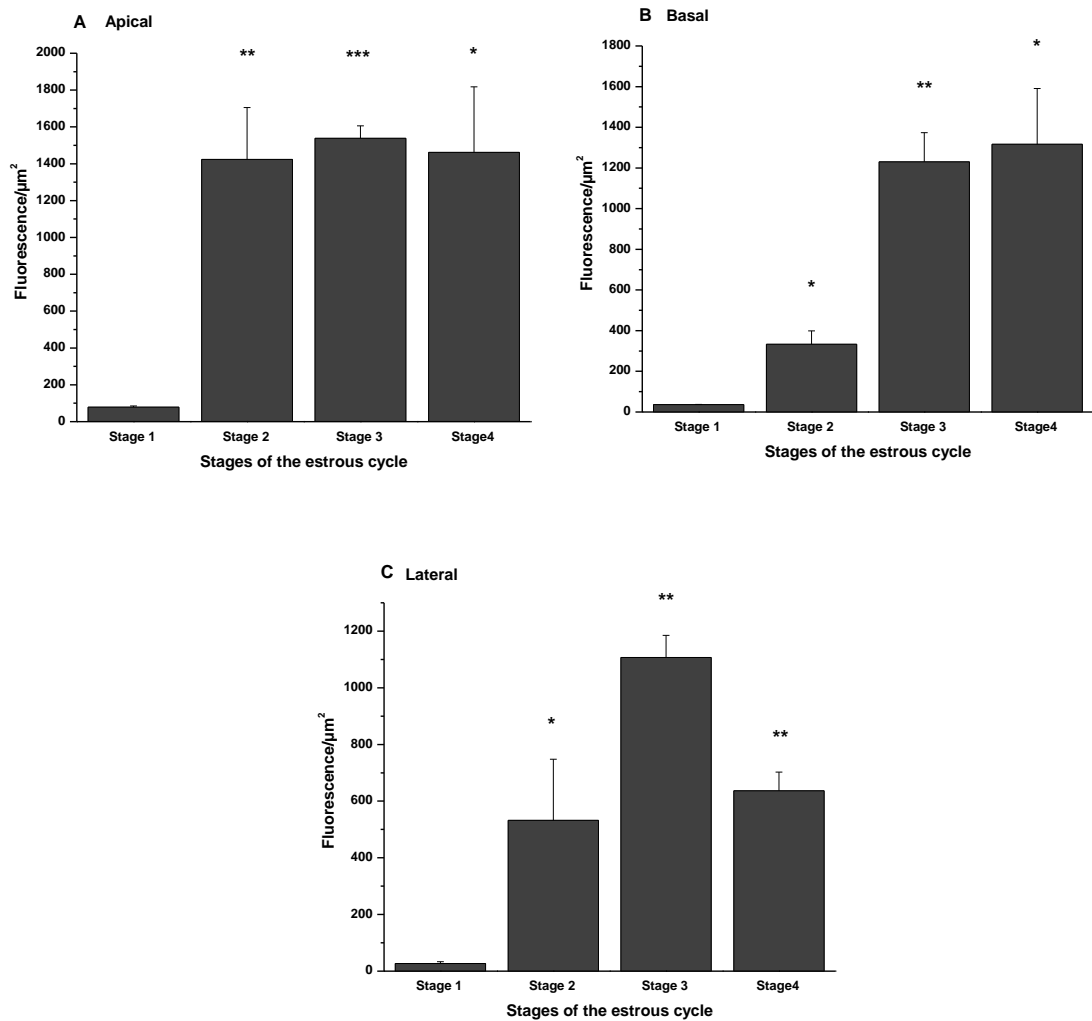 A Apical
** *** *
2000
1800
1600
1400
1200
1000
800
600
400
200
0
Fluorescence/µm²
Stage 1 Stage 2 Stage 3 Stage4
Stages of the estrous cycle
B Basal
* ** *
1800
1600
1400
1200
1000
800
600
400
200
0
Fluorescence/µm²
Stage 1 Stage 2 Stage 3 Stage4
Stages of the estrous cycle
C Lateral
* ** **
1200
1000
800
600
400
200
0
Fluorescence/µm²
Stage 1 Stage 2 Stage 3 Stage4
Stages of the estrous cycle